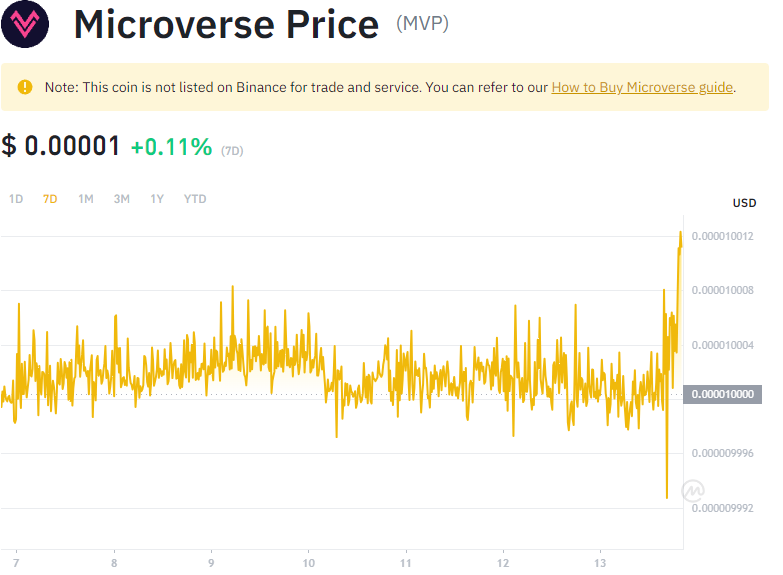 Microverse Price (MVP)
Note: This coin is not listed on Binance for trade and service. You can refer to our How to Buy Microverse guide.
$ 0.00001 +0.11% (7D)
1D 7D 1M 3M 1Y YTD
USD
0.000010012
0.000010008
0.000010004
0.000010000
0.000009996
0.000009992
7 8 9 10 11 12 13